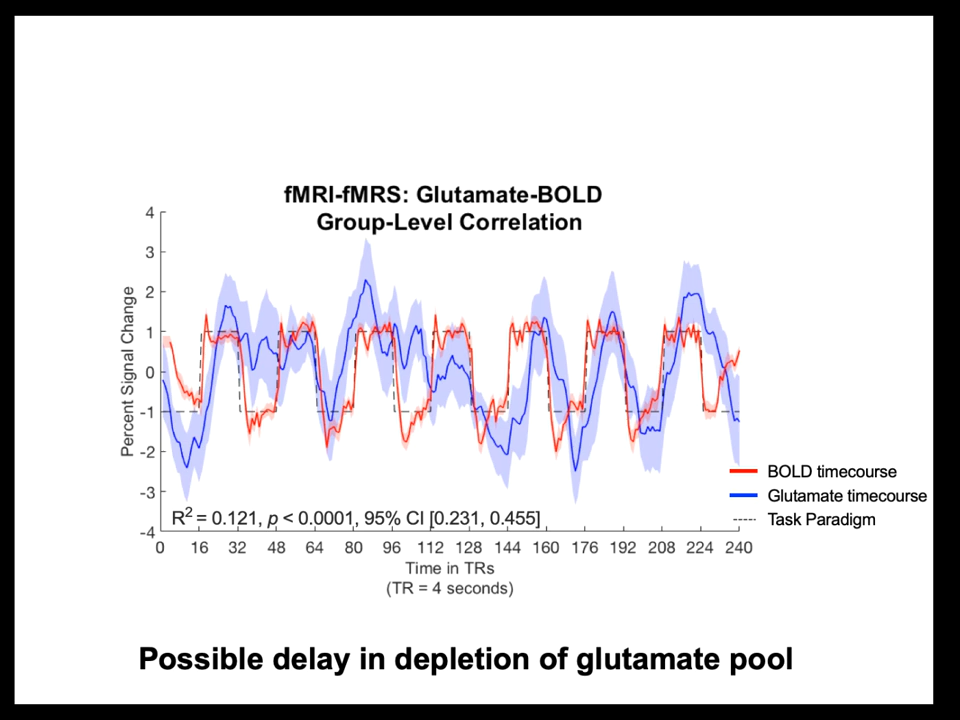 fMRI-fMRS: Glutamate-BOLD
Group-Level Correlation
Percent Signal Change
4
3
2
1
0
-1
-2
-3
-4
R2 = 0.121, p < 0.0001, 95% CI [0.231, 0.455]
0 16 32 48 64 80 96 112 128 144 160 176 192 208 224 240
Time in TRs
(TR = 4 seconds)
BOLD timecourse
Glutamate timecourse
Task Paradigm
Possible delay in depletion of glutamate pool